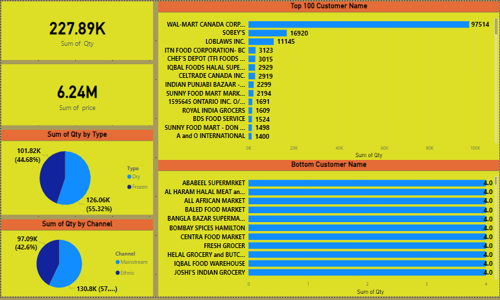 227.89K
Sum of Qty
6.24M
Sum of price
Sum of Qty by Type
101.82K
(44.68%)
126.06K
(55.32%)
Type
Qty
Frozen
Sum of Qty by Channel
97.09K
(42.6%)
130.8K (57....)
Channel
Mainstream
Ethnic
Top 100 Customer Name
WAL-MART CANADA CORP... 97514
SOBEY'S 16920
LOBLAWS INC. 11145
ITN FOOD CORPORATION- BC 3123
CHEF'S DEPOT (TFI FOODS ... 3015
IQBAL FOODS HALAL SUPE... 2929
CELTRADE CANADA INC. 2919
INDIAN PUNJABI BAZAAR -... 2299
SUNNY FOOD MART MARK... 2194
1595645 ONTARIO INC. O/... 1691
ROYAL INDIA GROCERS 1609
BDS FOOD SERVICE 1524
SUNNY FOOD MART - DON ... 1498
A and O INTERNATIONAL 1400
0K 20K 40K 60K 80K 100K
Sum of Qty
Bottom Customer Name
ABABEEL SUPERMRKET 4.0
AL HARAM HALAL MEAT an... 4.0
ALL AFRICAN MARKET 4.0
BALED FOOD MARKET 4.0
BANGLA BAZAR SUPERMA... 4.0
BOMBAY SPICES HAMILTON 4.0
CENTRA FOOD MARKET 4.0
FRESH GROCER 4.0
HELAL GROCERY and BUTC... 4.0
IQBAL FOOD WAREHOUSE 4.0
JOSHI'S INDIAN GROCERY 4.0
0 1 2 3 4
Sum of Qty